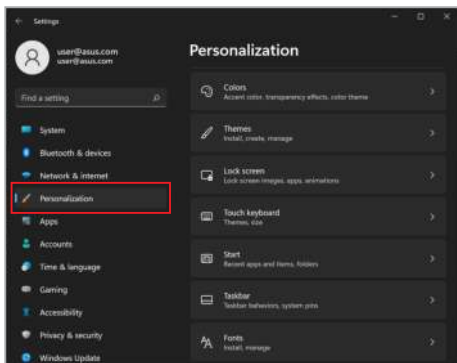 Settings
user@asus.com
user@asus.com
Find a setting
System
Bluetooth & devices
Network & internet
Personalization
Apps
Accounts
Time & language
Gaming
Accessibility
Privacy & security
Windows Update
Personalization
Colors
Accent color, transparency effects, color theme
Themes
Install, create, manage
Lock screen
Lock screen images, apps, animations
Touch keyboard
Themes, size
Start
Recent apps and items, folders
Taskbar
Taskbar behaviors, system pins
Fonts
Install, manage